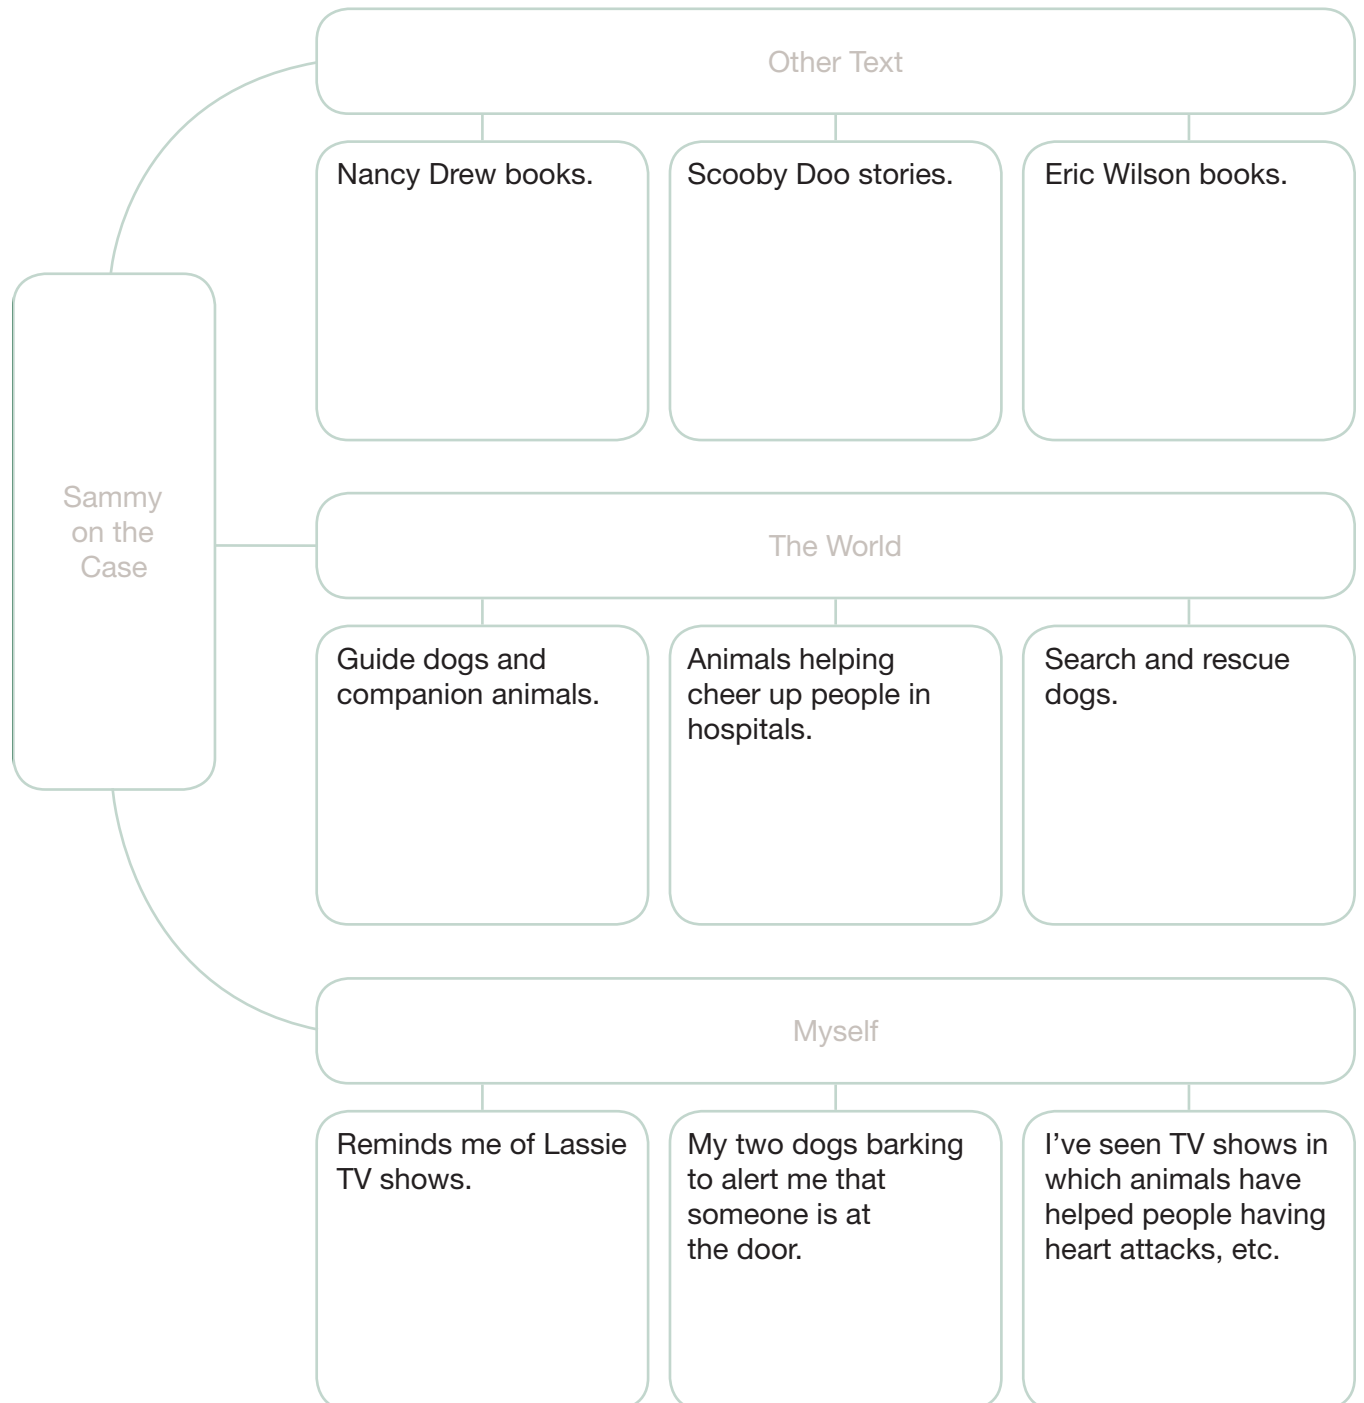 Other Text
Nancy Drew books.
Scooby Doo stories.
Eric Wilson books.
Sammy
on the
Case
The World
Guide dogs and
companion animals.
Animals helping
cheer up people in
hospitals.
Search and rescue
dogs.
Myself
Reminds me of Lassie
TV shows.
My two dogs barking
to alert me that
someone is at
the door.
I’ve seen TV shows in
which animals have
helped people having
heart attacks, etc.